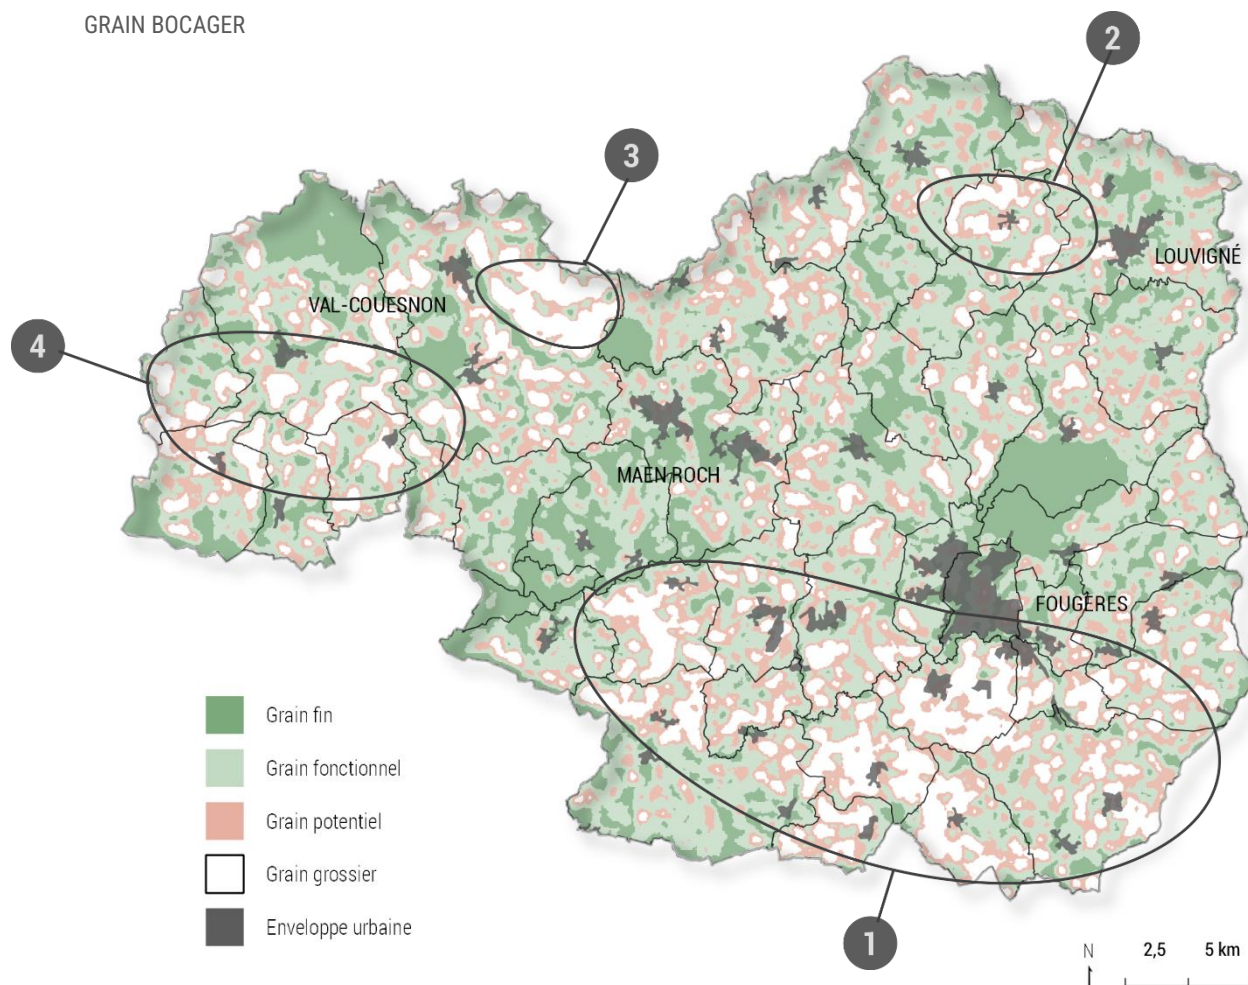 GRAIN BOCAGER
2
3
LOUVIGNÉ
VAL-COUESNON
4
MAEN ROCH
FOUGÈRES
Grain fin
Grain fonctionnel
Grain potentiel
Grain grossier
Enveloppe urbaine
1
N 2,5 5 km